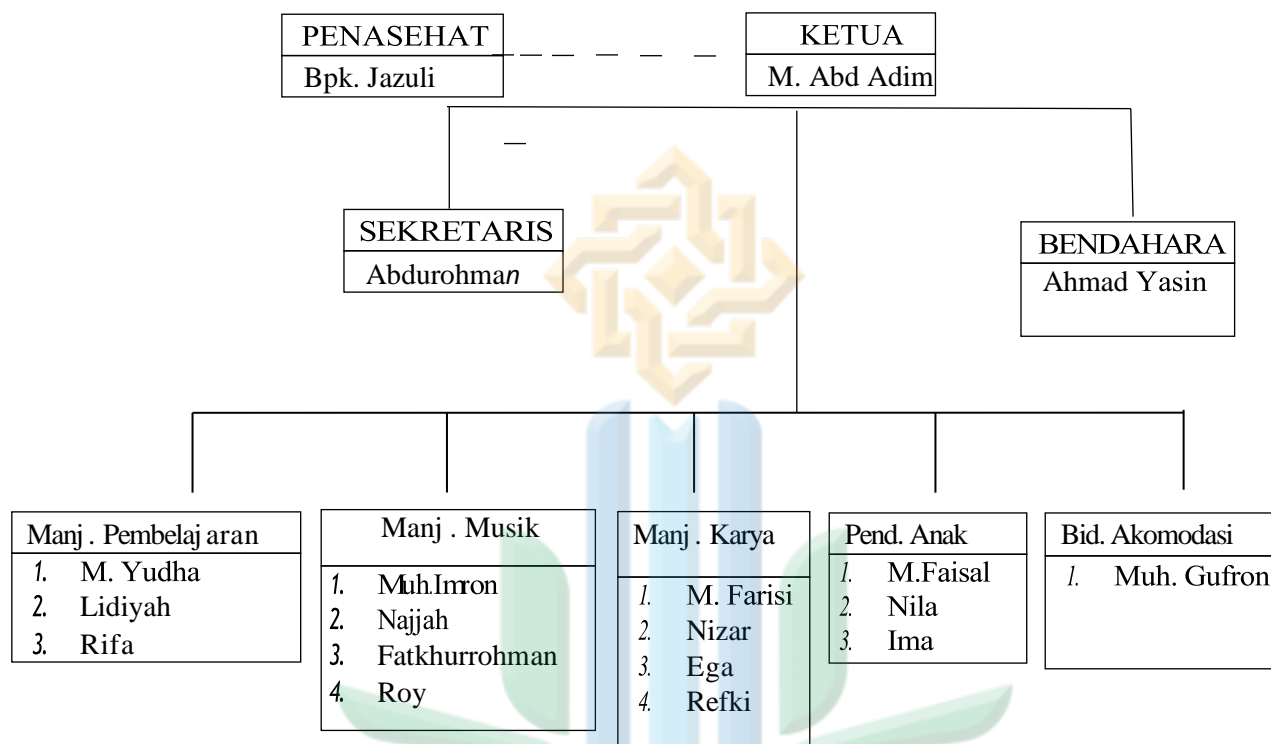 PENASEHAT
Bpk. Jazuli
KETUA
M. Abd Adim
SEKRETARIS
Abdurohman
BENDAHARA
Ahmad Yasin
Manj . Pembelajaran
1. M. Yudha
2. Lidiyah
3. Rifa
Manj . Musik
1. Muh.Imron
2. Najjah
3. Fatkhurrohman
4. Roy
Manj . Karya
1. M. Farisi
2. Nizar
3. Ega
4. Refki
Pend. Anak
1. M.Faisal
2. Nila
3. Ima
Bid. Akomodasi
1. Muh. Gufron